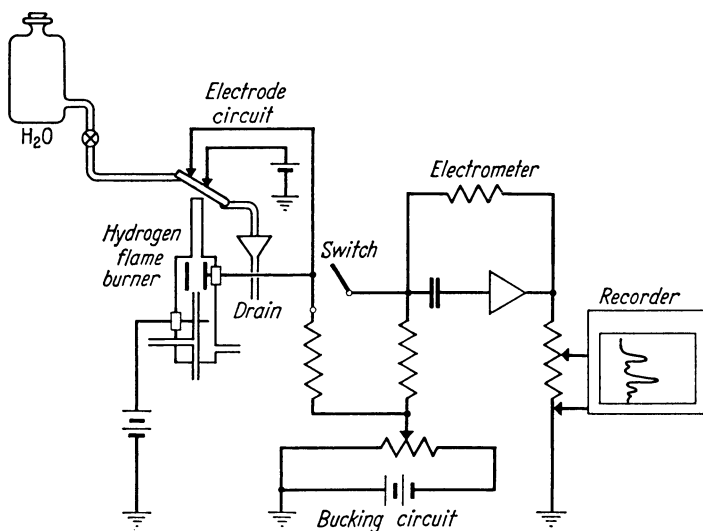 H₂O
Electrode
circuit
Electrometer
Hydrogen
flame
burner
Switch
Drain
Recorder
Bucking circuit